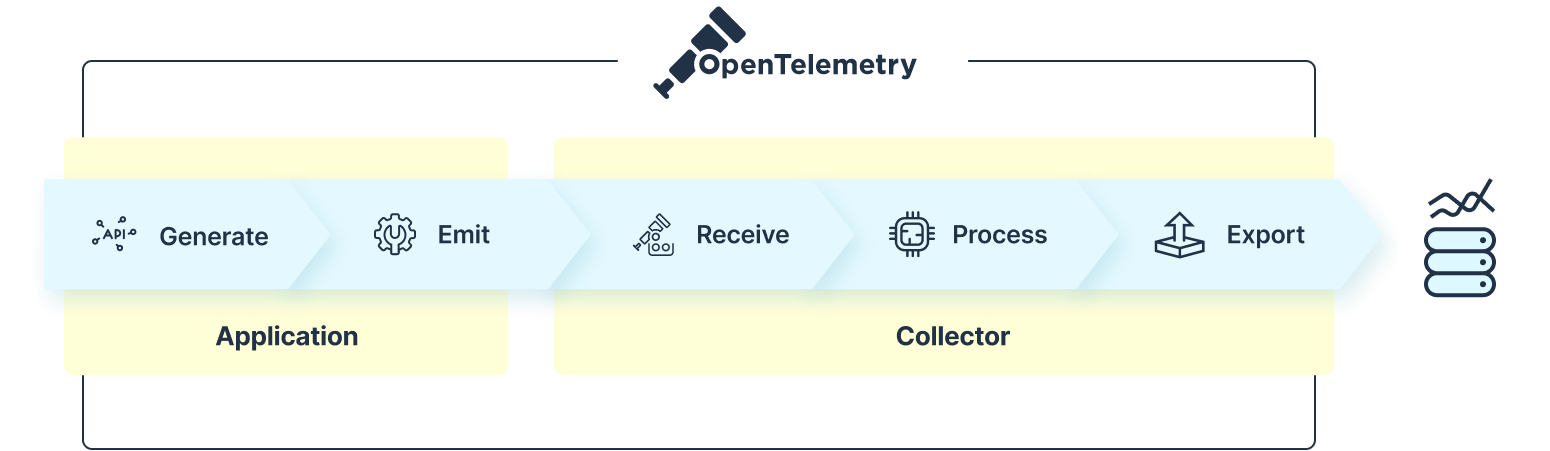 OpenTelemetry
API
Generate
Emit
Receive
Process
Export
Application
Collector